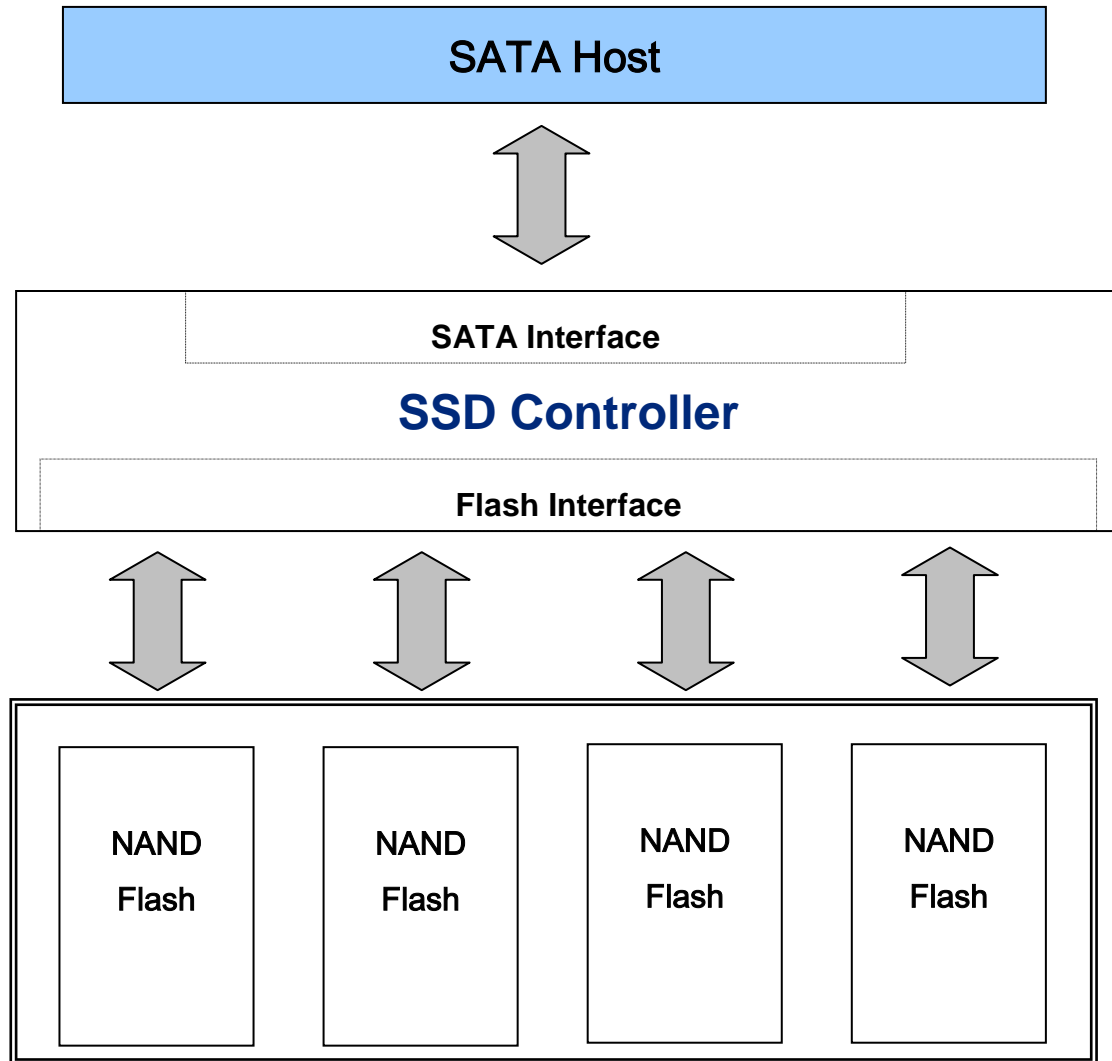 SATA Host
SATA Interface
SSD Controller
Flash Interface
NAND
Flash
NAND
Flash
NAND
Flash
NAND
Flash